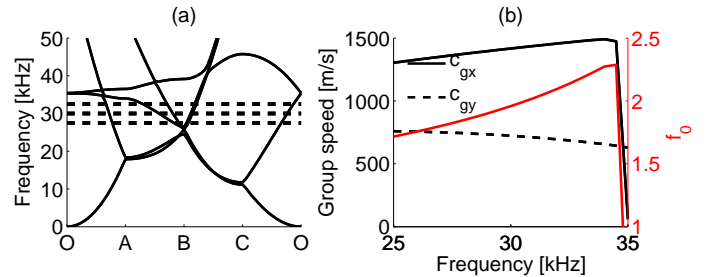 (a)
50
40
30
20
10
0
Frequency [kHz]
O A B C O
(b)
1500
1000
500
0
Group speed [m/s]
c_gx
c_gy
2.5
2
1.5
1
f_0
25 30 35
Frequency [kHz]